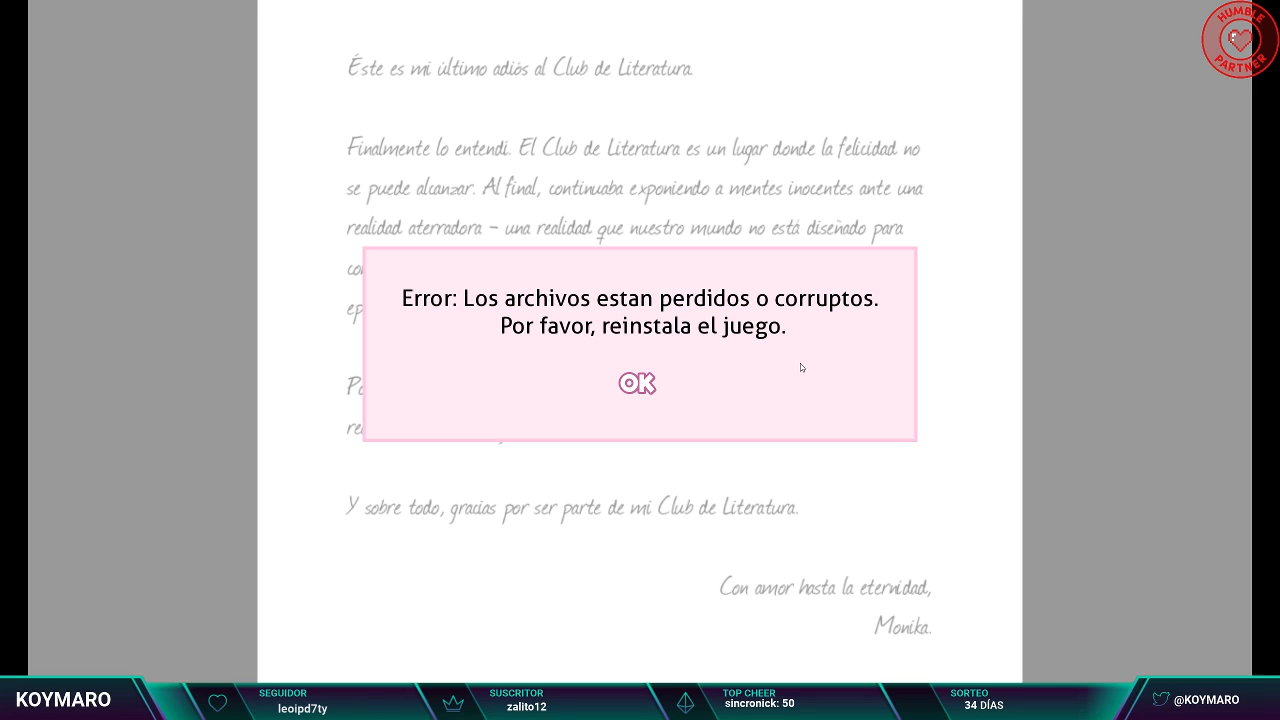 HUMBLE
PARTNER
Éste es mi último adiós al Club de Literatura.
Finalmente lo entendí. El Club de Literatura es un lugar donde la felicidad no
se puede alcanzar. Al final, continuaba exponiendo a mentes inocentes ante una
realidad aterradora - una realidad que nuestro mundo no está diseñado para
Error: Los archivos estan perdidos o corruptos.
Por favor, reinstala el juego.
OK
Y sobre todo, gracias por ser parte de mi Club de Literatura.
Con amor hasta la eternidad,
Monika.
KOYMARO
SEGUIDOR
leoipd7ty
SUSCRITOR
zalito12
TOP CHEER
sincronick: 50
SORTEO
34 DÍAS
@KOYMARO